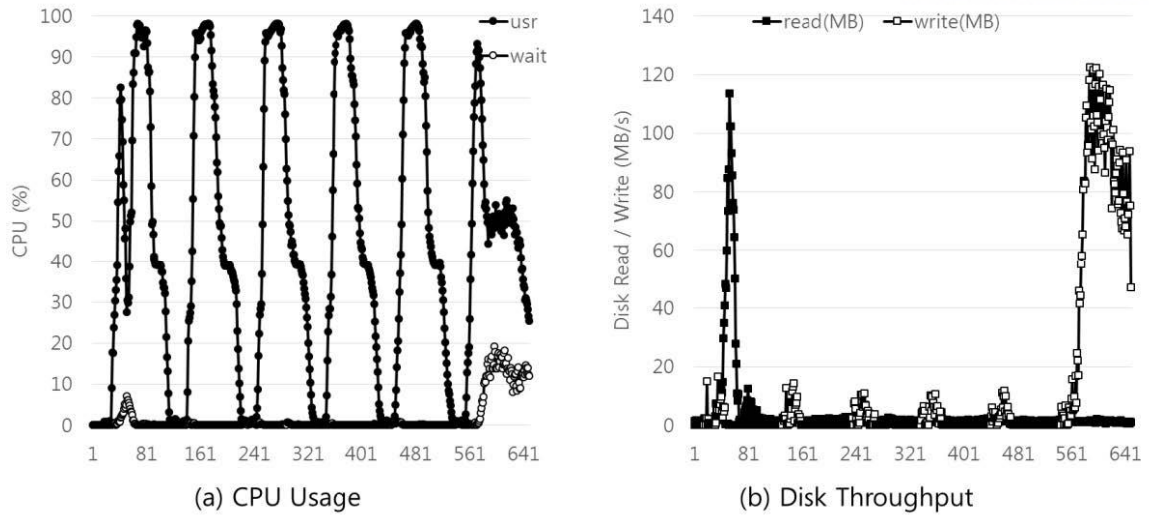 usr
wait
CPU (%)
100
90
80
70
60
50
40
30
20
10
0
1 81 161 241 321 401 481 561 641
(a) CPU Usage
read(MB) write(MB)
Disk Read / Write (MB/s)
140
120
100
80
60
40
20
0
1 81 161 241 321 401 481 561 641
(b) Disk Throughput